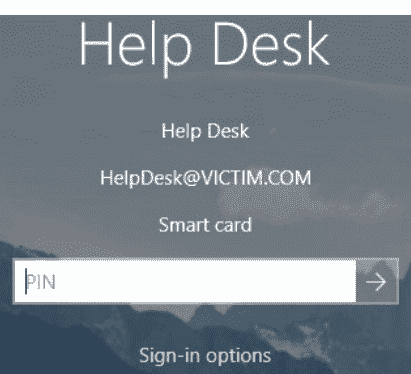 Help Desk
Help Desk
HelpDesk@VICTIM.COM
Smart card
PIN
Sign-in options